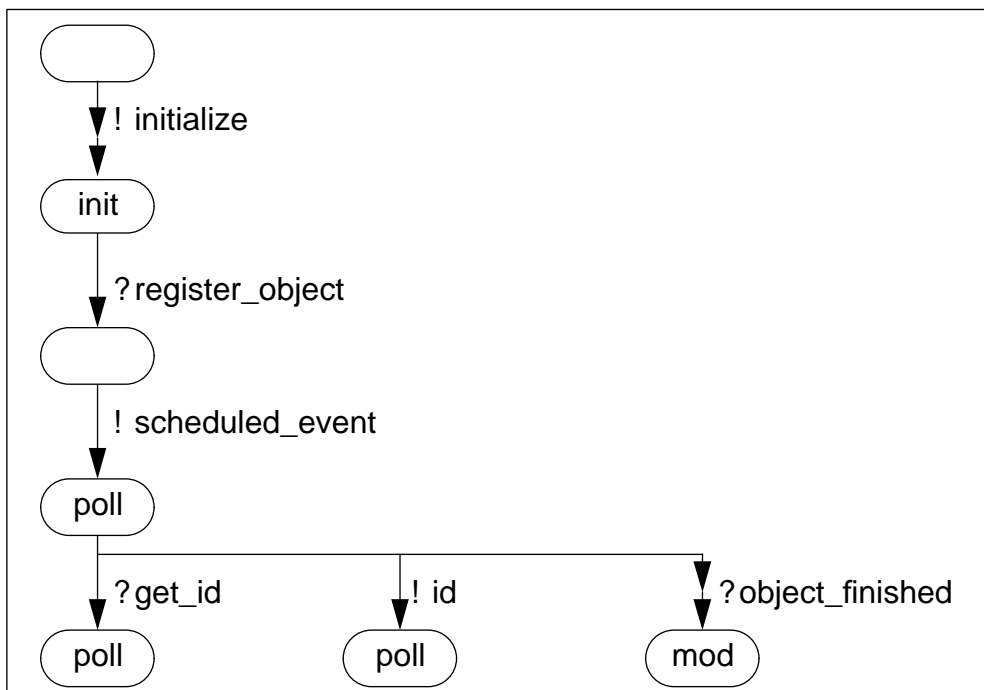 ! initialize
init
?register_object
! scheduled_event
poll
?get_id
! id
?object_finished
poll
poll
mod